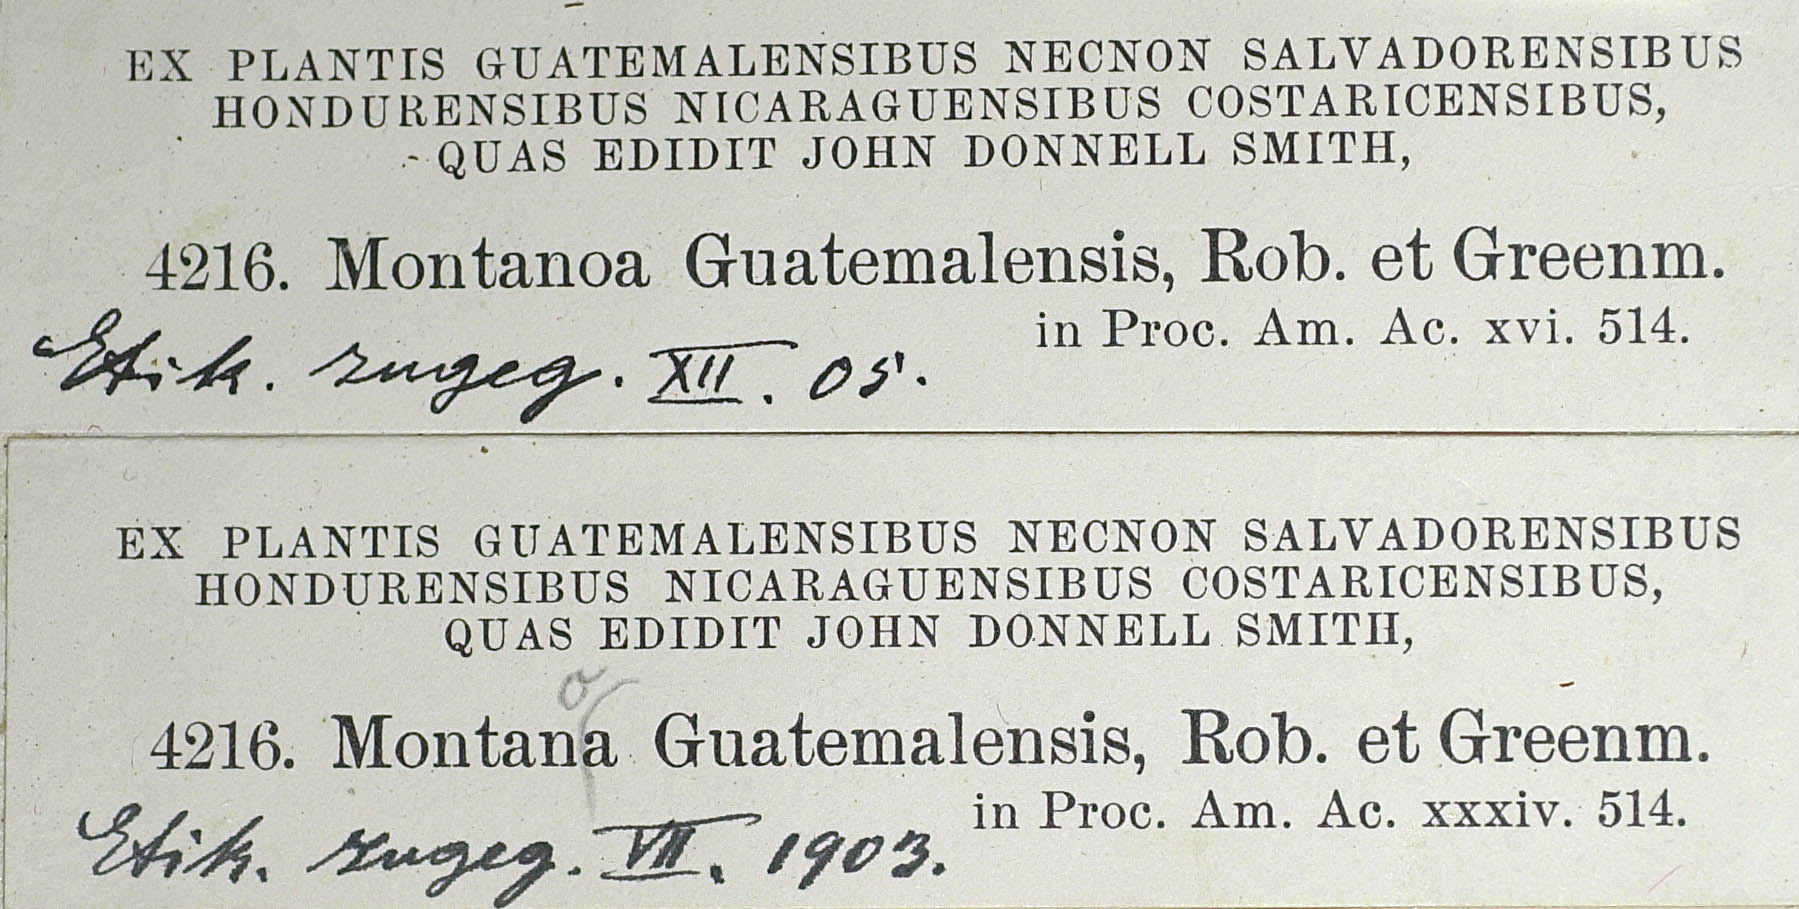 EX PLANTIS GUATEMALENSIBUS NECNON SALVADORENSIBUS
HONDURENSIBUS NICARAGUENSIBUS COSTARICENSIBUS,
QUAS EDIDIT JOHN DONNELL SMITH,
4216. Montanoa Guatemalensis, Rob. et Greenm.
in Proc. Am. Ac. xvi. 514.
Etik. zugeg. XII. 05.
EX PLANTIS GUATEMALENSIBUS NECNON SALVADORENSIBUS
HONDURENSIBUS NICARAGUENSIBUS COSTARICENSIBUS,
QUAS EDIDIT JOHN DONNELL SMITH,
o
4216. Montana Guatemalensis, Rob. et Greenm.
in Proc. Am. Ac. xxxiv. 514.
Etik. zugeg. VII. 1903.